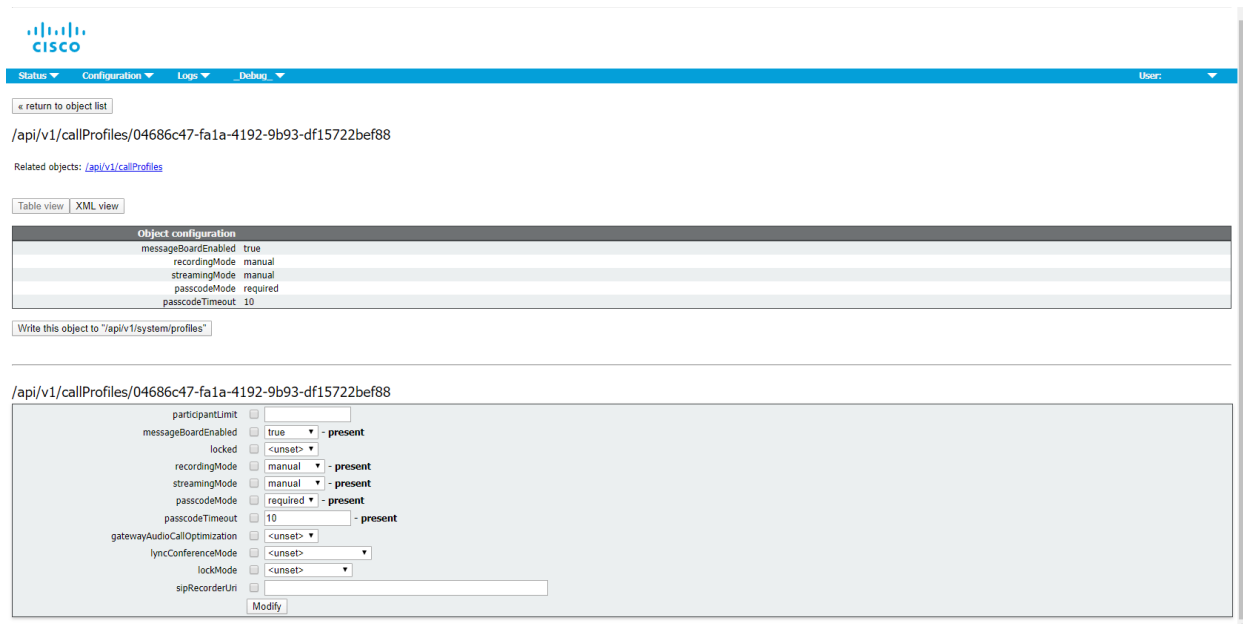 CISCO
Status Configuration Logs _Debug_ User:
« return to object list
/api/v1/callProfiles/04686c47-fa1a-4192-9b93-df15722bef88
Related objects: /api/v1/callProfiles
Table view XML view
Object configuration
messageBoardEnabled true
recordingMode manual
streamingMode manual
passcodeMode required
passcodeTimeout 10
Write this object to "/api/v1/system/profiles"
/api/v1/callProfiles/04686c47-fa1a-4192-9b93-df15722bef88
participantLimit
messageBoardEnabled true - present
locked <unset>
recordingMode manual - present
streamingMode manual - present
passcodeMode required - present
passcodeTimeout 10 - present
gatewayAudioCallOptimization <unset>
lyncConferenceMode <unset>
lockMode <unset>
sipRecorderUri
Modify